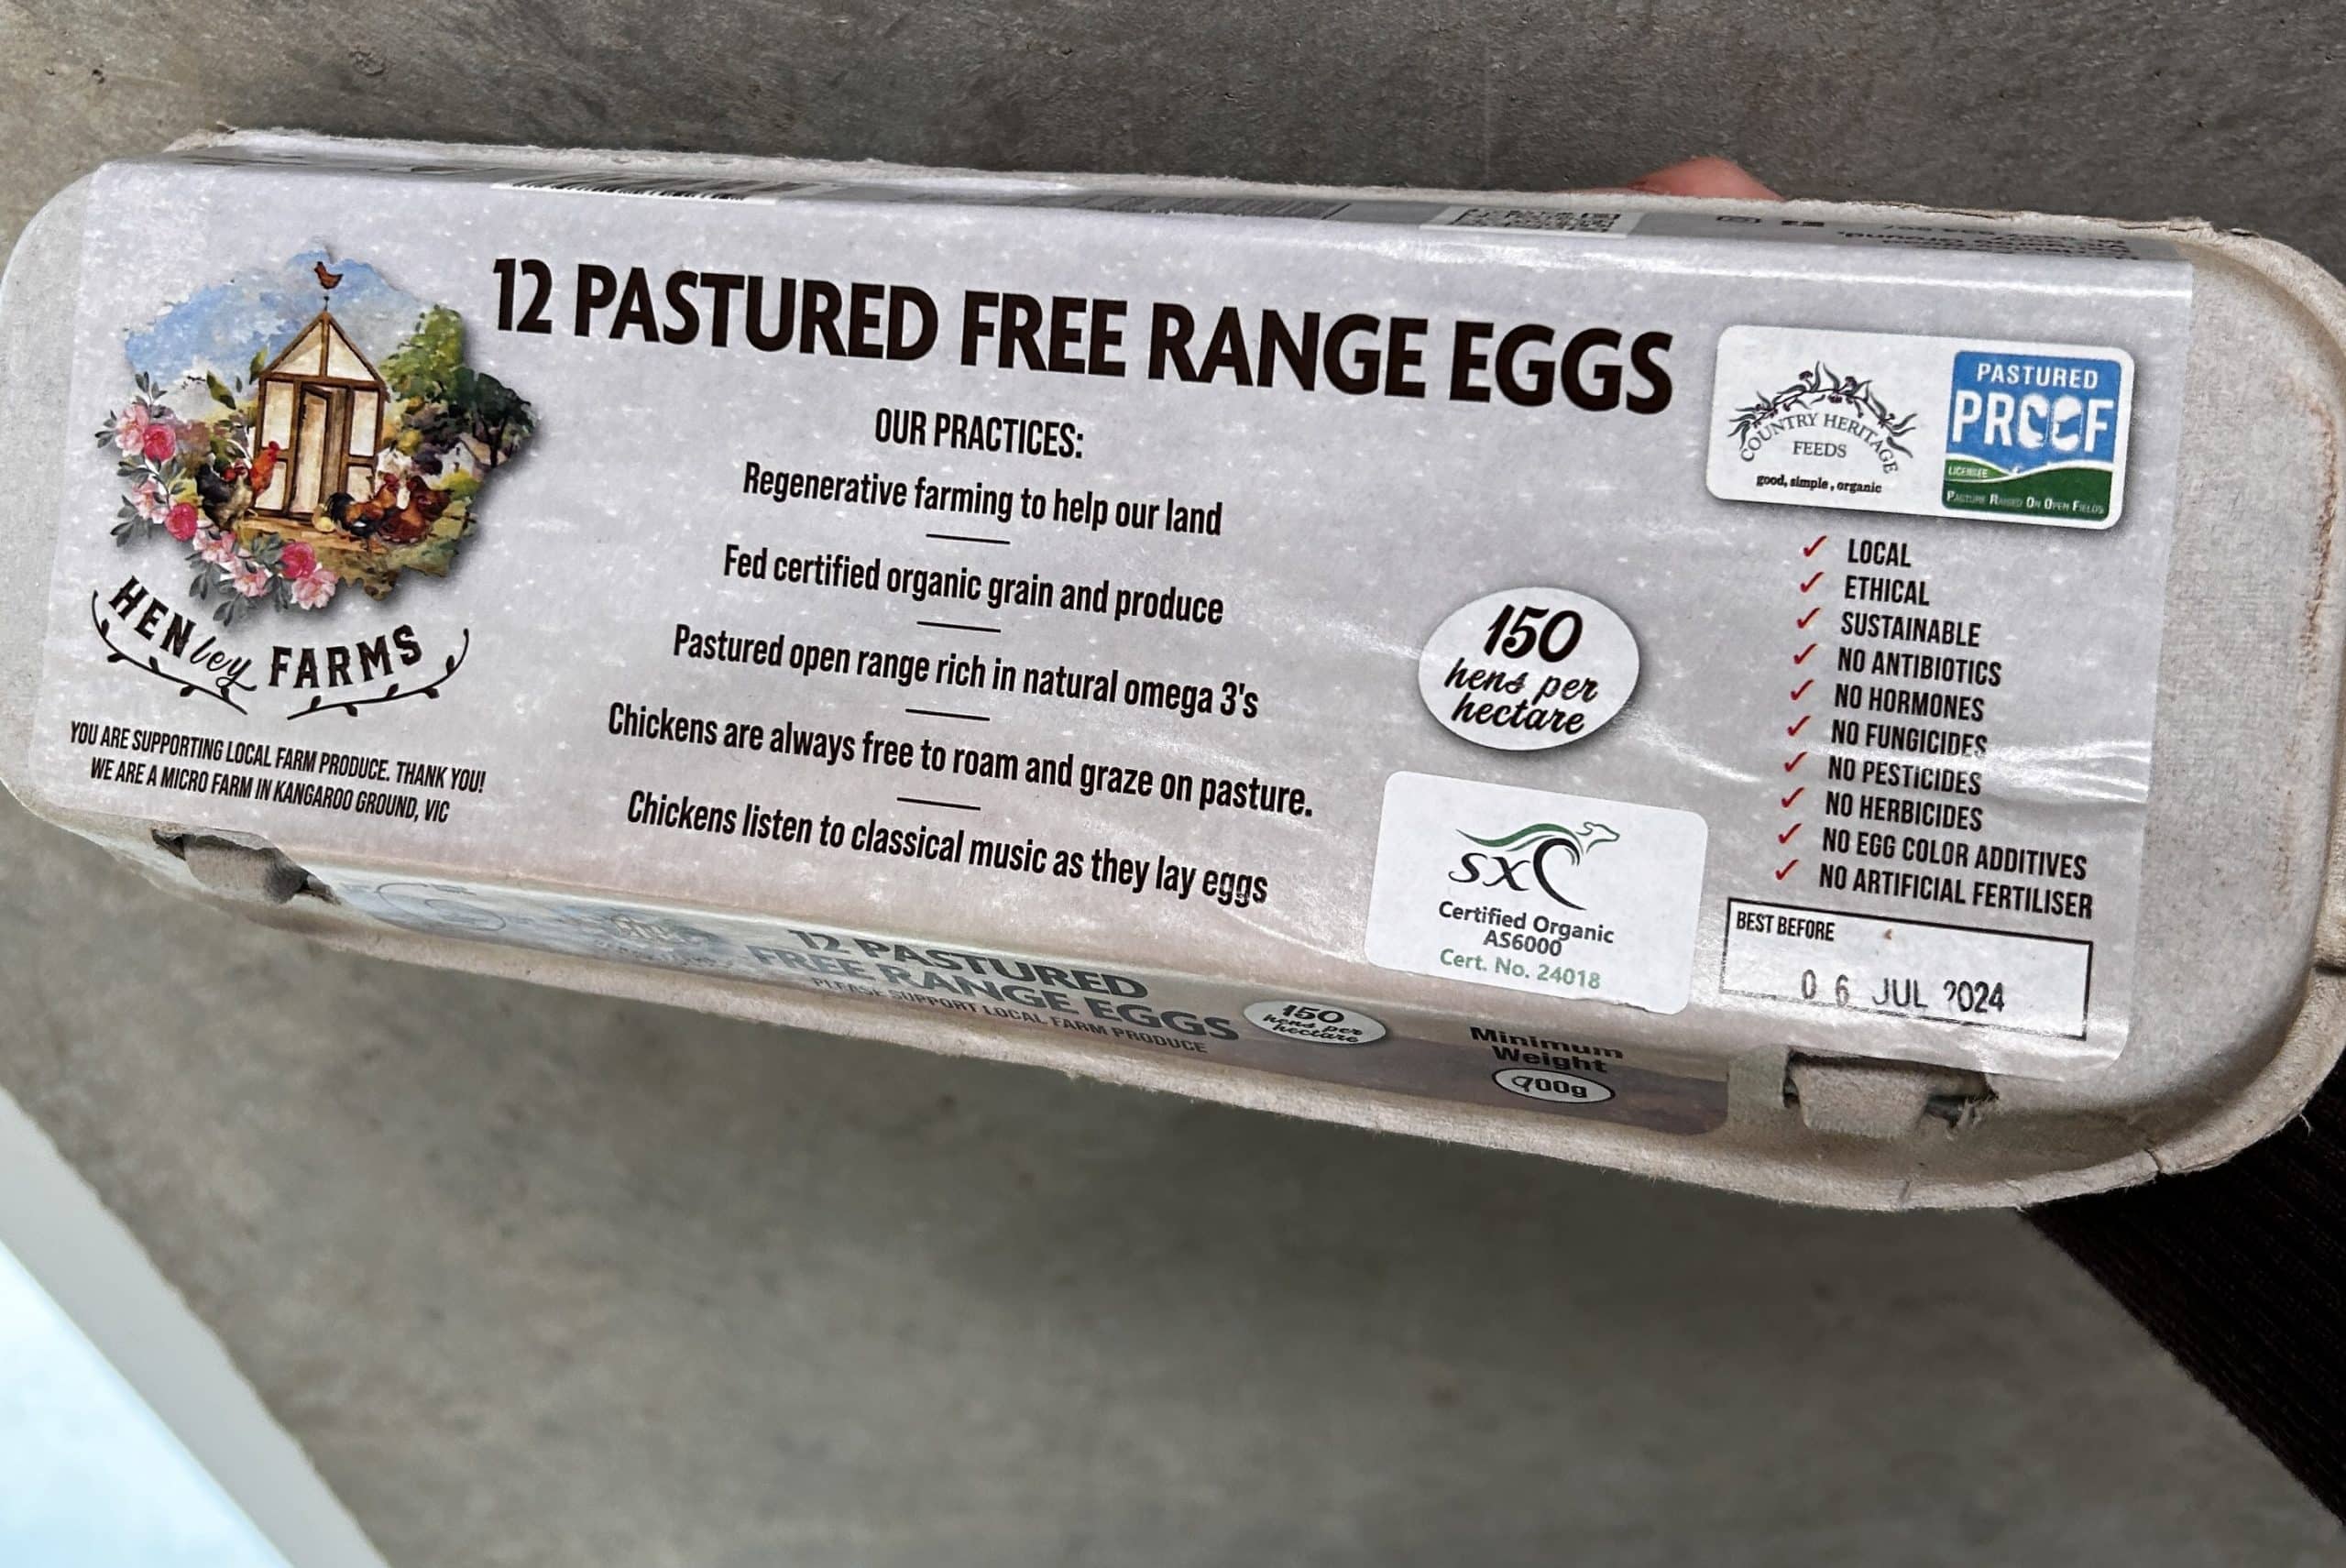 12 PASTURED FREE RANGE EGGS
OUR PRACTICES:
Regenerative farming to help our land
Fed certified organic grain and produce
Pastured open range rich in natural omega 3's
Chickens are always free to roam and graze on pasture.
Chickens listen to classical music as they lay eggs
HENley FARMS
YOU ARE SUPPORTING LOCAL FARM PRODUCE. THANK YOU!
WE ARE A MICRO FARM IN KANGAROO GROUND, VIC
150
hens per
hectare
SXC
Certified Organic
AS6000
Cert. No. 24018
COUNTRY HERITAGE
FEEDS
good, simple, organic
PASTURED
PROOF
LICENSEE
PASTURE RAISED ON OPEN FIELDS
✓ LOCAL
✓ ETHICAL
✓ SUSTAINABLE
✓ NO ANTIBIOTICS
✓ NO HORMONES
✓ NO FUNGICIDES
✓ NO PESTICIDES
✓ NO HERBICIDES
✓ NO EGG COLOR ADDITIVES
✓ NO ARTIFICIAL FERTILISER
BEST BEFORE
06 JUL 2024
12 PASTURED
FREE RANGE EGGS
PLEASE SUPPORT LOCAL FARM PRODUCE
150
hens per
hectare
Minimum
Weight
900g